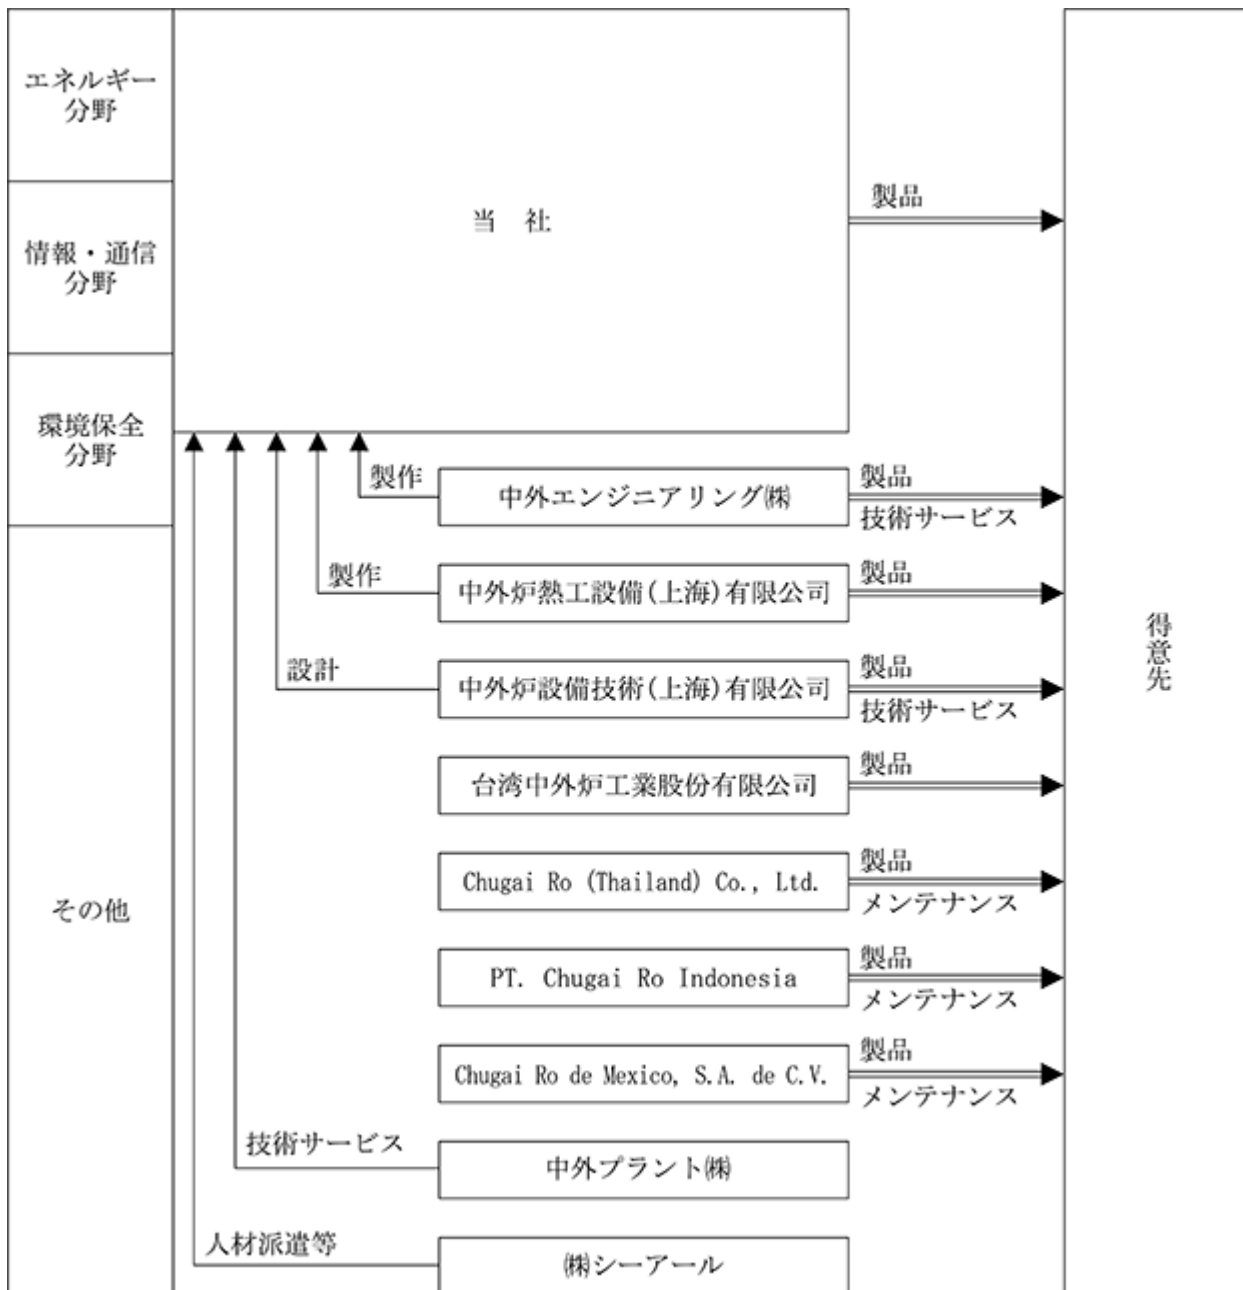 エネルギー
分野
情報・通信
分野
環境保全
分野
その他
当 社
製品
製作
中外エンジニアリング㈱
製品
技術サービス
製作
中外炉熱工設備(上海)有限公司
製品
設計
中外炉設備技術(上海)有限公司
製品
技術サービス
台湾中外炉工業股份有限公司
製品
Chugai Ro (Thailand) Co., Ltd.
製品
メンテナンス
PT. Chugai Ro Indonesia
製品
メンテナンス
Chugai Ro de Mexico, S.A. de C.V.
製品
メンテナンス
技術サービス
中外プラント㈱
人材派遣等
㈱シーアール
得意先